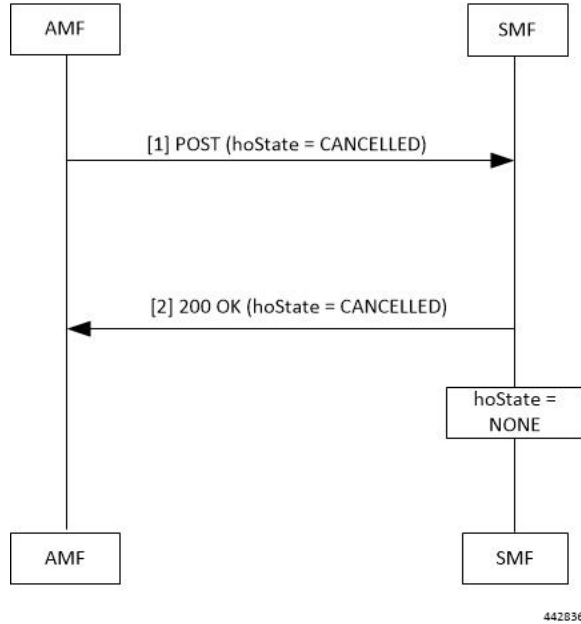 AMF
SMF
[1] POST (hoState = CANCELLED)
[2] 200 OK (hoState = CANCELLED)
hoState =
NONE
AMF
SMF
442836